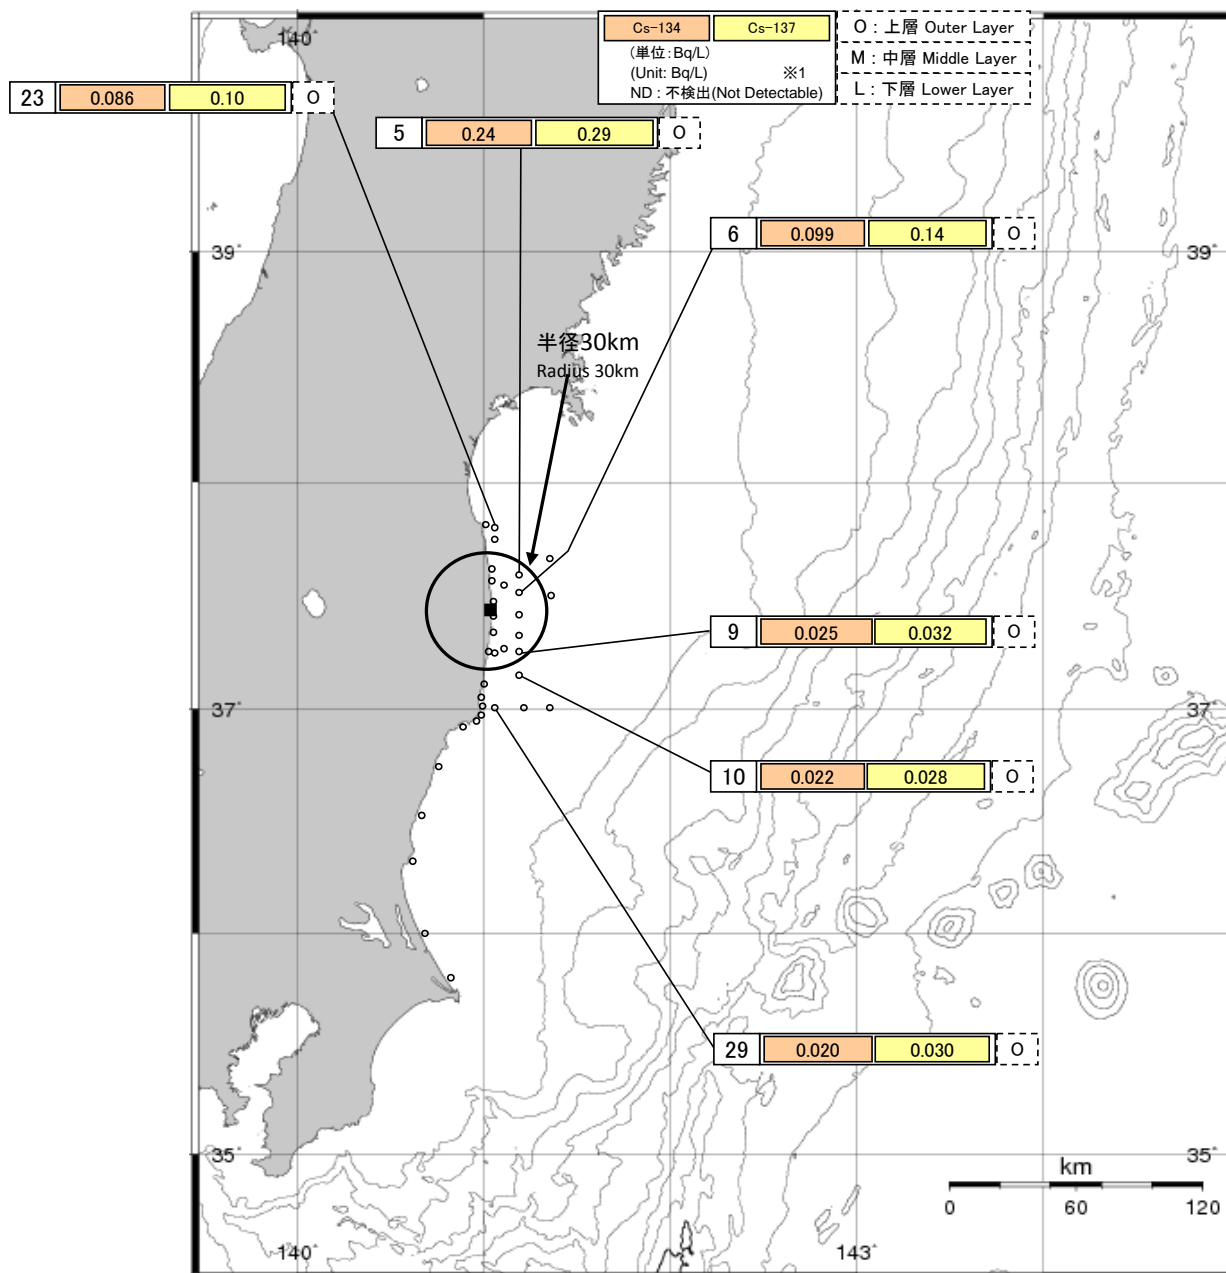 140°
Cs-134 Cs-137
(単位:Bq/L)
(Unit: Bq/L) ※1
ND : 不検出(Not Detectable)
O : 上層 Outer Layer
M : 中層 Middle Layer
L : 下層 Lower Layer
23 0.086 0.10 O
5 0.24 0.29 O
6 0.099 0.14 O
39° 39°
半径30km
Radius 30km
9 0.025 0.032 O
37° 37°
10 0.022 0.028 O
29 0.020 0.030 O
35° 35°
km
0 60 120
140° 143°